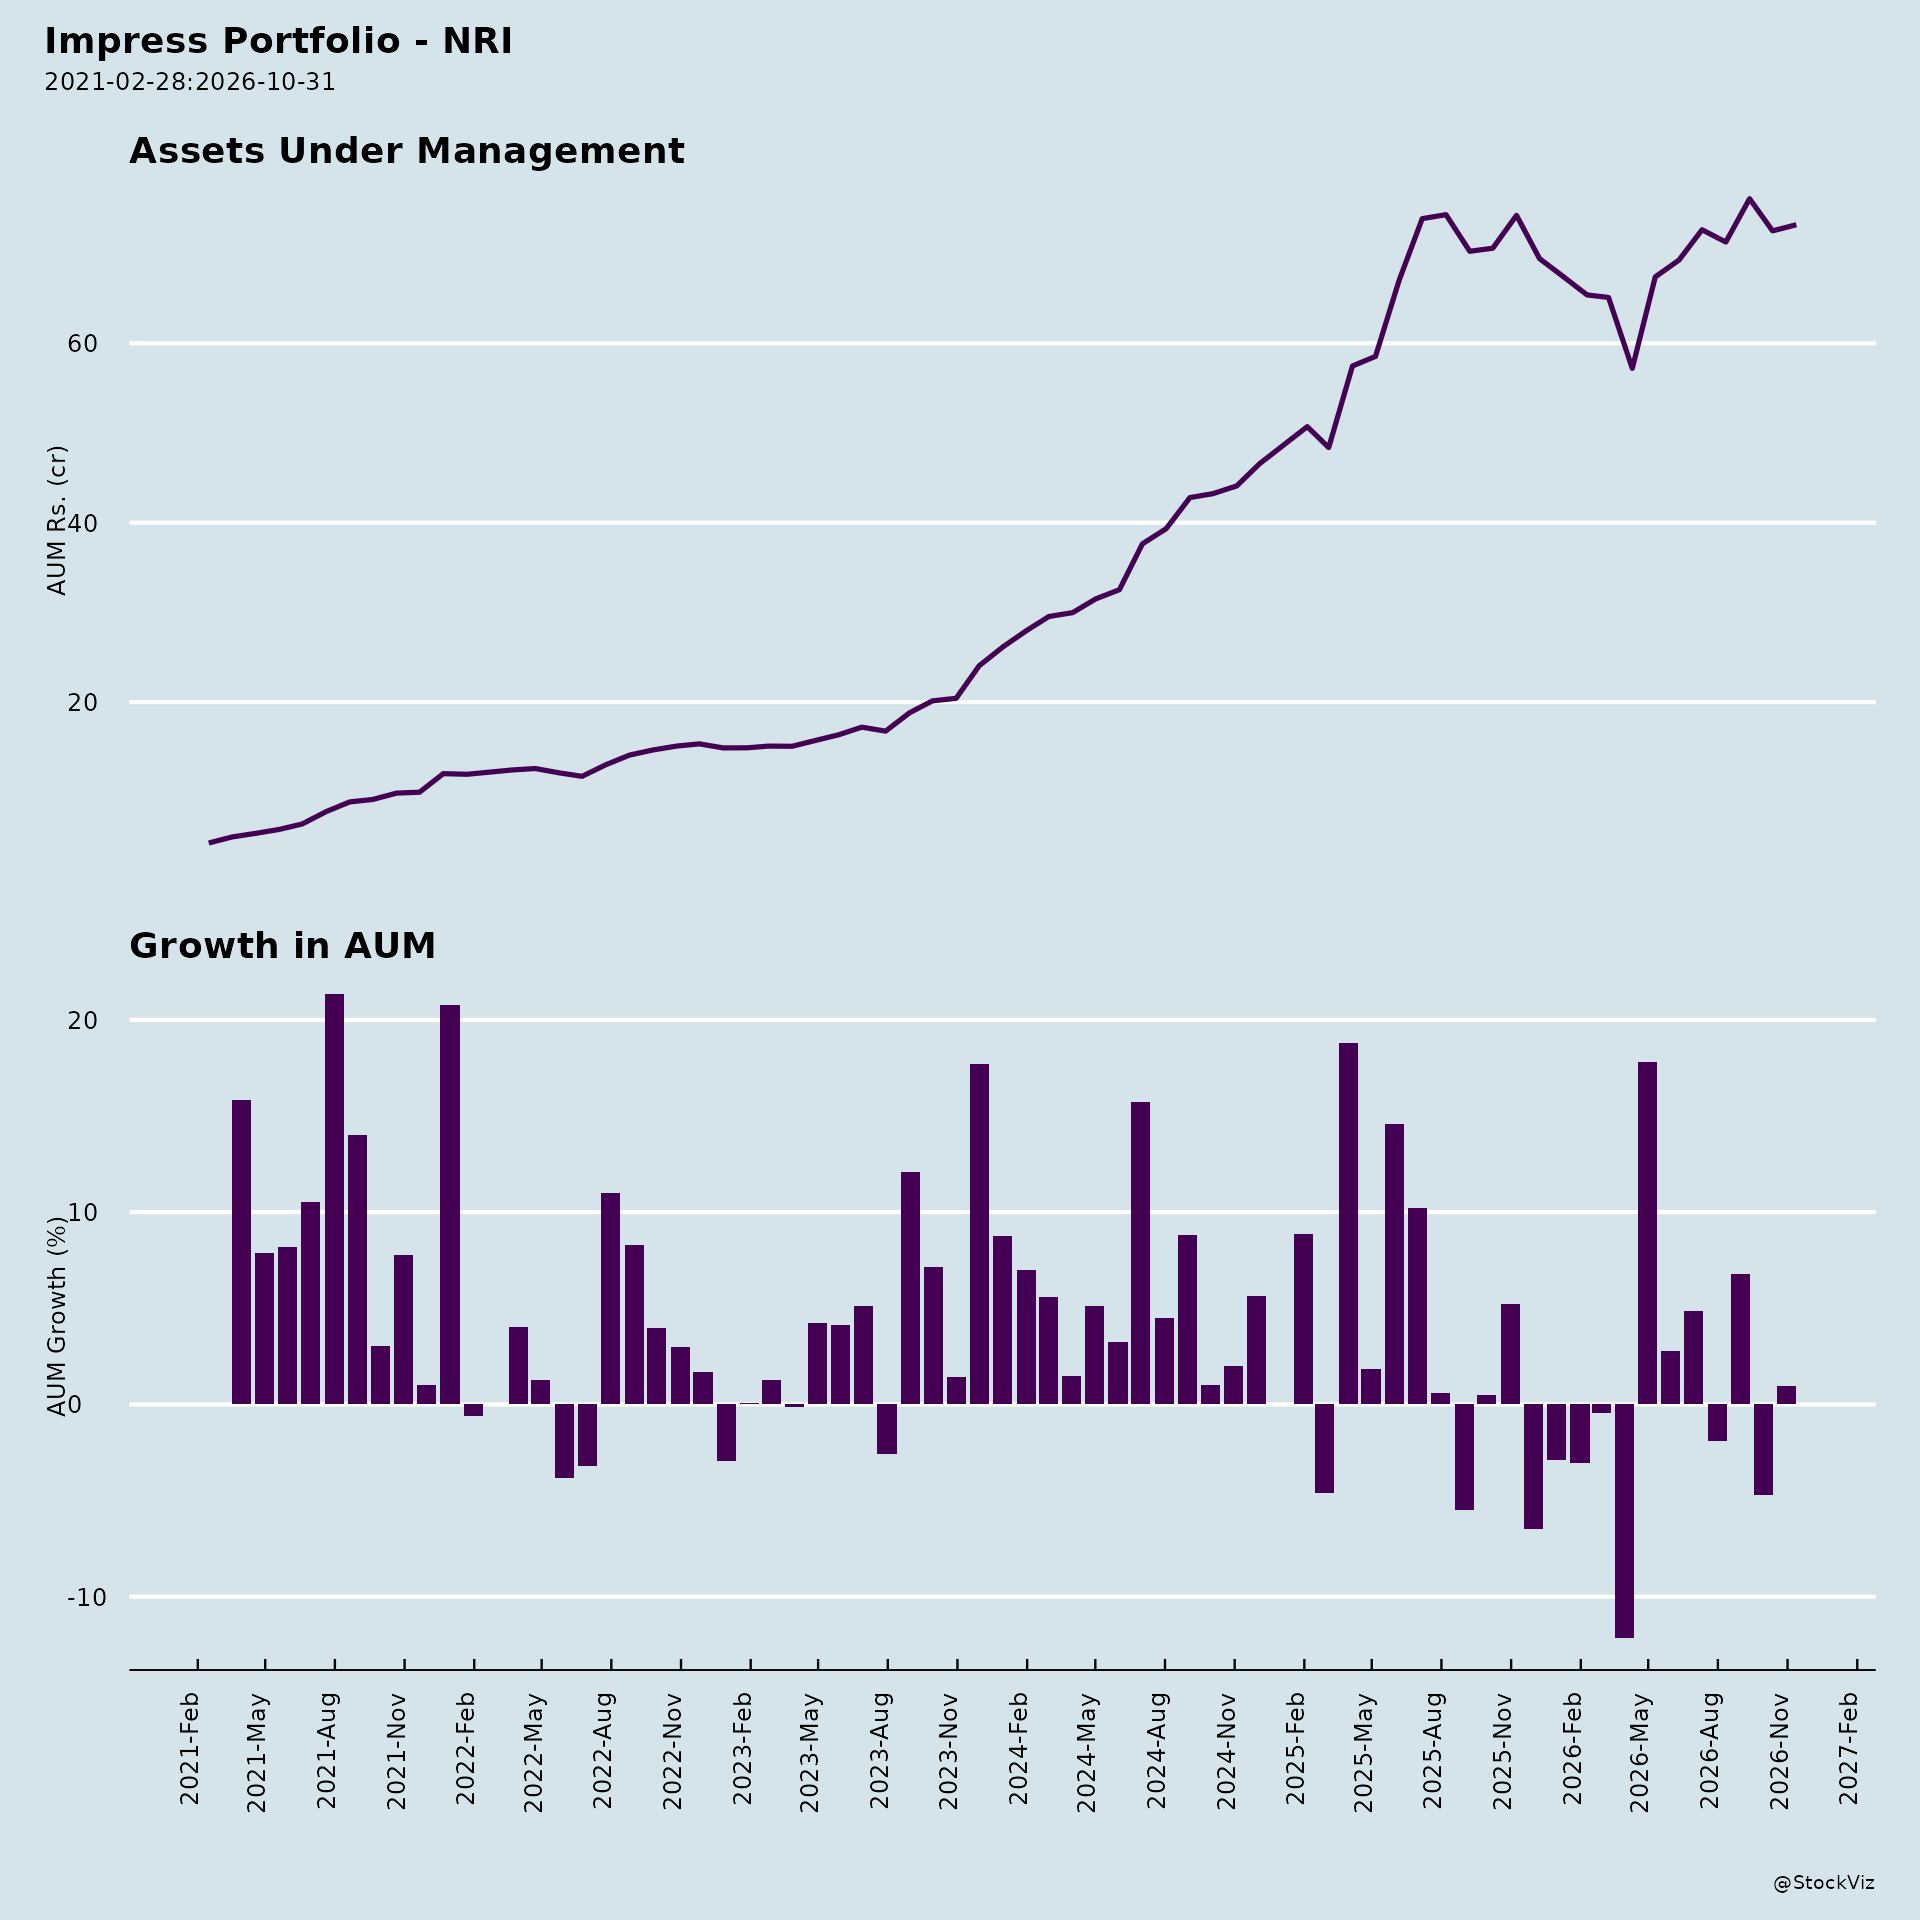 Impress Portfolio - NRI
2021-02-28:2026-10-31
Assets Under Management
60
40
20
AUM Rs. (cr)
Growth in AUM
20
10
0
-10
AUM Growth (%)
2021-Feb
2021-May
2021-Aug
2021-Nov
2022-Feb
2022-May
2022-Aug
2022-Nov
2023-Feb
2023-May
2023-Aug
2023-Nov
2024-Feb
2024-May
2024-Aug
2024-Nov
2025-Feb
2025-May
2025-Aug
2025-Nov
2026-Feb
2026-May
2026-Aug
2026-Nov
2027-Feb
@StockViz